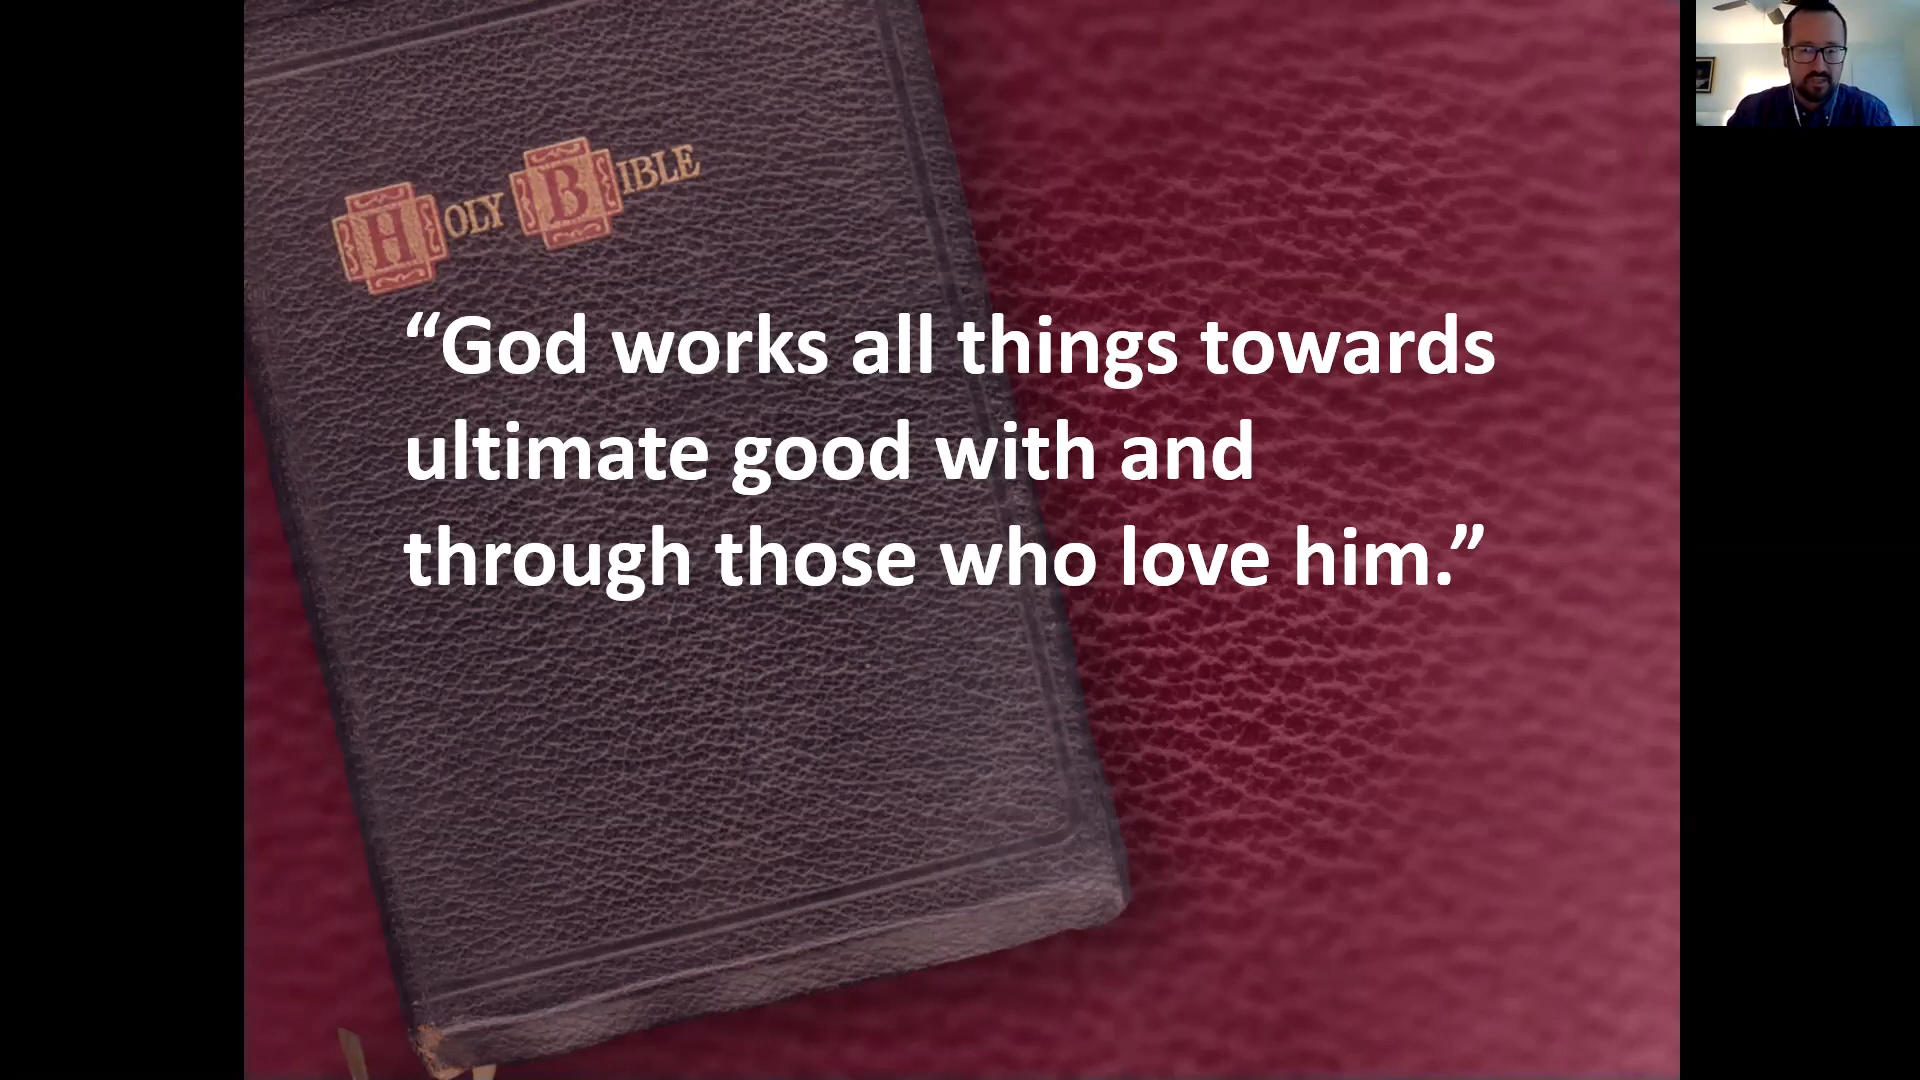 HOLY BIBLE
“God works all things towards
ultimate good with and
through those who love him.”